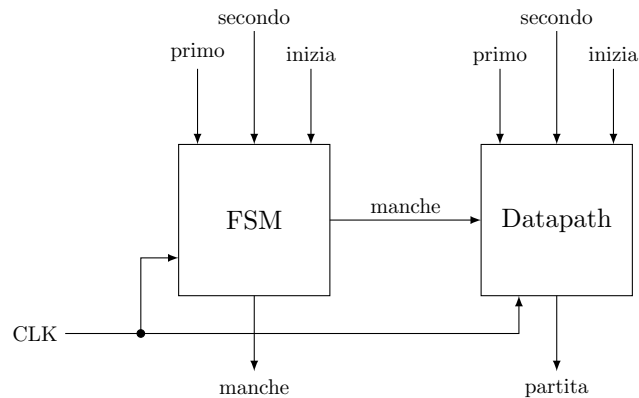 secondo
secondo
primo
inizia
primo
inizia
manche
FSM
Datapath
CLK
manche
partita